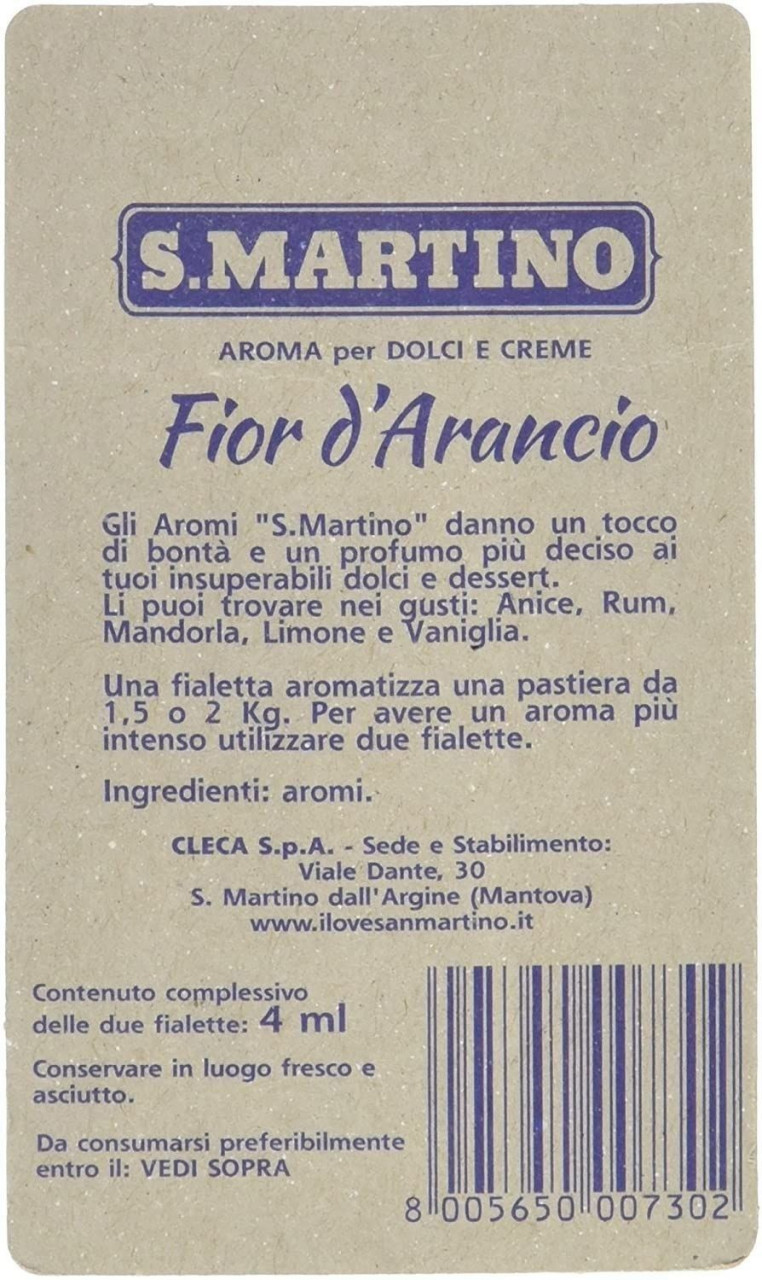 S.MARTINO
AROMA per DOLCI E CREME
Fior d'Arancio
Gli Aromi "S.Martino" danno un tocco
di bontà e un profumo più deciso ai
tuoi insuperabili dolci e dessert.
Li puoi trovare nei gusti: Anice, Rum,
Mandorla, Limone e Vaniglia.
Una fialetta aromatizza una pastiera da
1,5 o 2 Kg. Per avere un aroma più
intenso utilizzare due fialette.
Ingredienti: aromi.
CLECA S.p.A. - Sede e Stabilimento:
Viale Dante, 30
S. Martino dall'Argine (Mantova)
www.ilovesanmartino.it
Contenuto complessivo
delle due fialette: 4 ml
Conservare in luogo fresco e
asciutto.
Da consumarsi preferibilmente
entro il: VEDI SOPRA
8 005650 007302